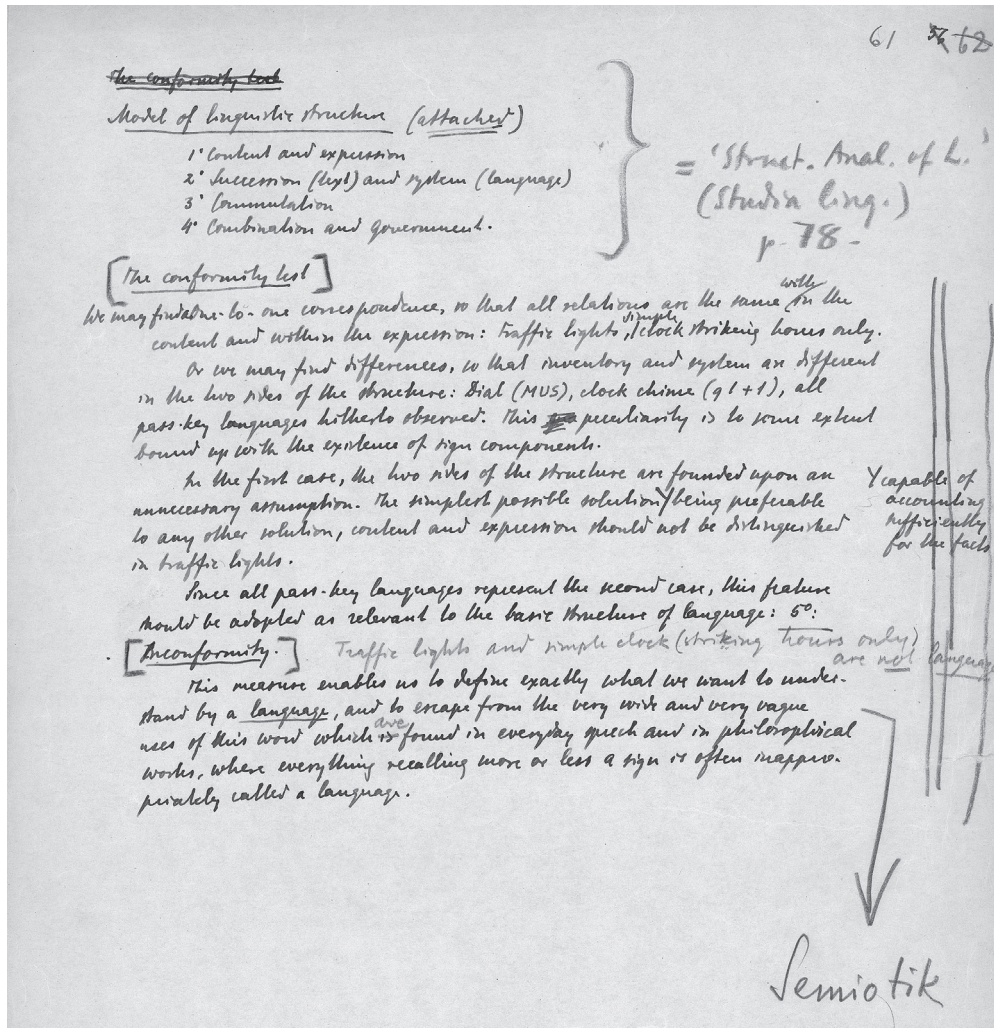 61 56 62
The conformity test
Model of linguistic structure (attached)
1° Content and expression
2° Succession (text) and system (language)
3° Commutation
4° Combination and government.
= 'Struct. Anal. of L.'
(Studia ling.)
p. 78 -
[The conformity test]
with
We may find a one-to-one correspondence, so that all relations are the same in the
simple
content and within the expression: Traffic lights, clock striking hours only.
Or we may find differences, so that inventory and system are different
in the two sides of the structure: Dial (MUS), clock chime (q1+1), all
pass-key languages hitherto observed. This peculiarity is to some extent
bound up with the existence of sign components.
In the first case, the two sides of the structure are founded upon an
unnecessary assumption. The simplest possible solution being preferable
to any other solution, content and expression should not be distinguished
in traffic lights.
capable of
accounting
sufficiently
for the facts
Since all pass-key languages represent the second case, this feature
should be adopted as relevant to the basic structure of language: 5°:
[Inconformity.] Traffic lights and simple clock (striking hours only)
are not language
This measure enables us to define exactly what we want to under-
stand by a language, and to escape from the very wide and very vague
are
uses of this word which is found in everyday speech and in philosophical
works, where everything recalling more or less a sign is often inappro-
priately called a language.
Semiotik